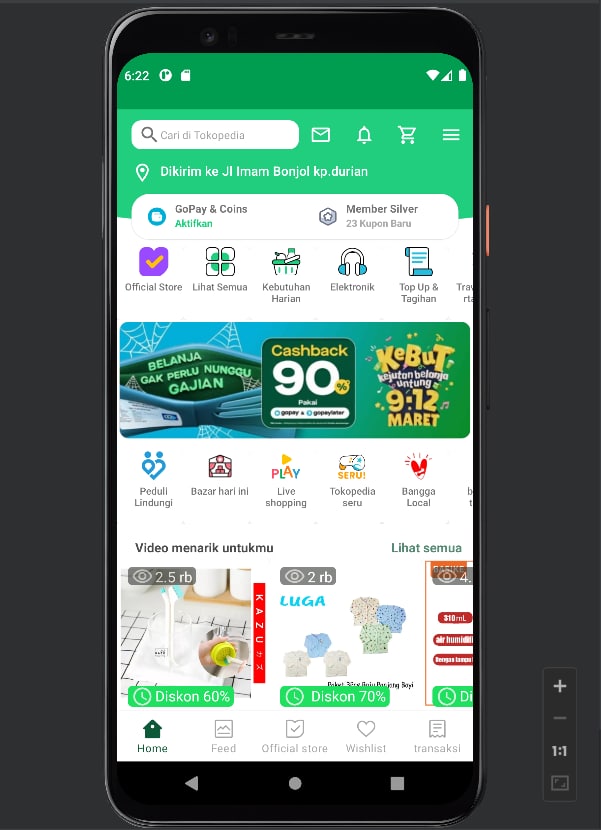 6:22
Cari di Tokopedia
Dikirim ke Jl Imam Bonjol kp.durian
GoPay & Coins
Aktifkan
Member Silver
23 Kupon Baru
Official Store
Lihat Semua
Kebutuhan
Harian
Elektronik
Top Up &
Tagihan
BELANJA
GAK PERLU NUNGGU
GAJIAN
Cashback
90%
Pakai
gopay & gopaylater
KeBUT
kejutan belanja
untung
9-12
MARET
Peduli
Lindungi
Bazar hari ini
PLAY
Live
shopping
SERU!
Tokopedia
seru
Bangga
Local
Video menarik untukmu
Lihat semua
2.5 rb
KAZU
Diskon 60%
2 rb
LUGA
Diskon 70%
4.
310mL
air humidifi
Dengan lampu
Di
Home
Feed
Official store
Wishlist
transaksi
1:1